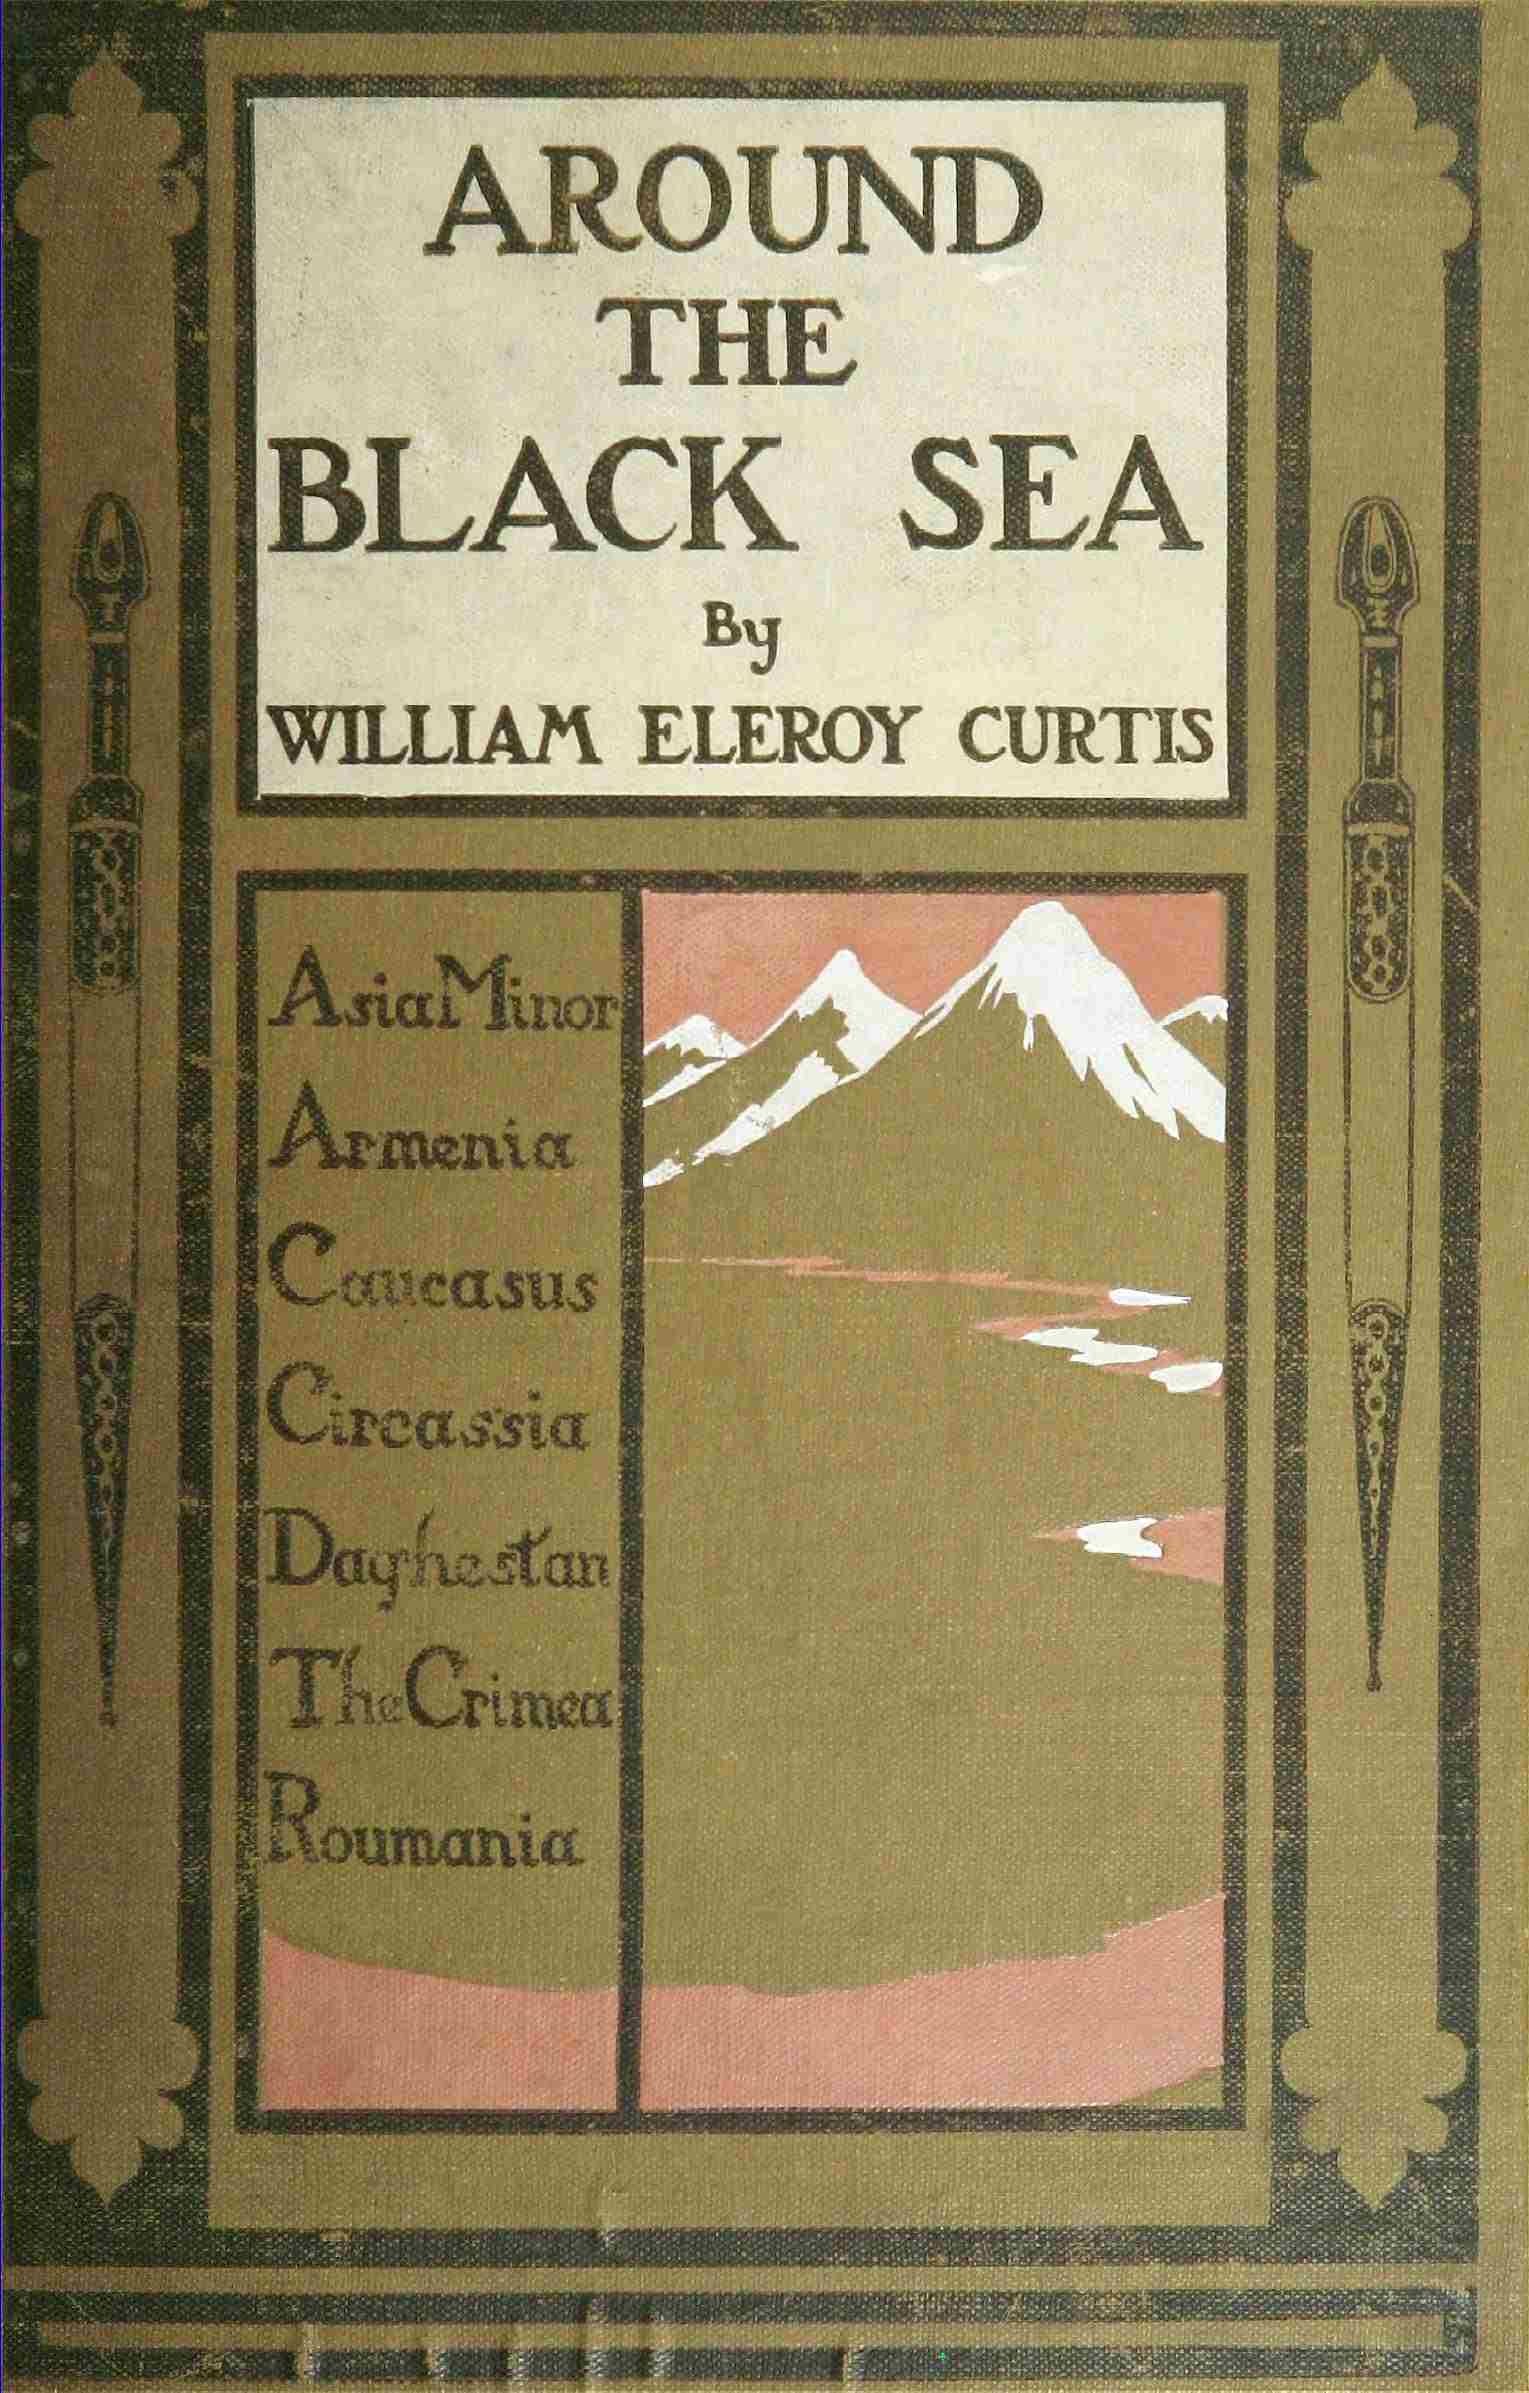 AROUND
THE
BLACK SEA
By
WILLIAM ELEROY CURTIS
Asia Minor
Armenia
Caucasus
Circassia
Daghestan
The Crimea
Roumania